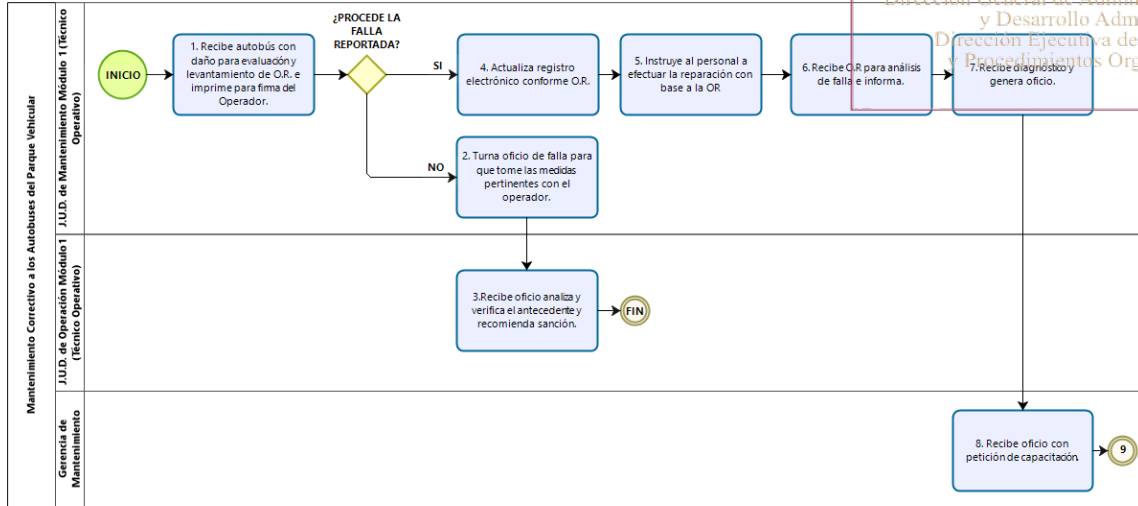 Dirección General de
y Desarrollo Adm
Dirección Ejecutiva de
y Procedimientos Org
Mantenimiento Correctivo a los Autobuses del Parque Vehicular
J.U.D. de Mantenimiento Módulo 1 (Técnico
Operativo)
INICIO
1. Recibe autobús con
daño para evaluación y
levantamiento de O.R. e
imprime para firma del
Operador.
¿PROCEDE LA
FALLA
REPORTADA?
SI
4. Actualiza registro
electrónico conforme O.R.
5. Instruye al personal a
efectuar la reparación con
base a la OR
6. Recibe O.R para análisis
de falla e informa.
7. Recibe diagnóstico y
genera oficio.
NO
2. Turna oficio de falla para
que tome las medidas
pertinentes con el
operador.
J.U.D. de Operación Módulo 1
(Técnico Operativo)
3.Recibe oficio analiza y
verifica el antecedente y
recomienda sanción.
FIN
Gerencia de
Mantenimiento
8. Recibe oficio con
petición de capacitación.
9